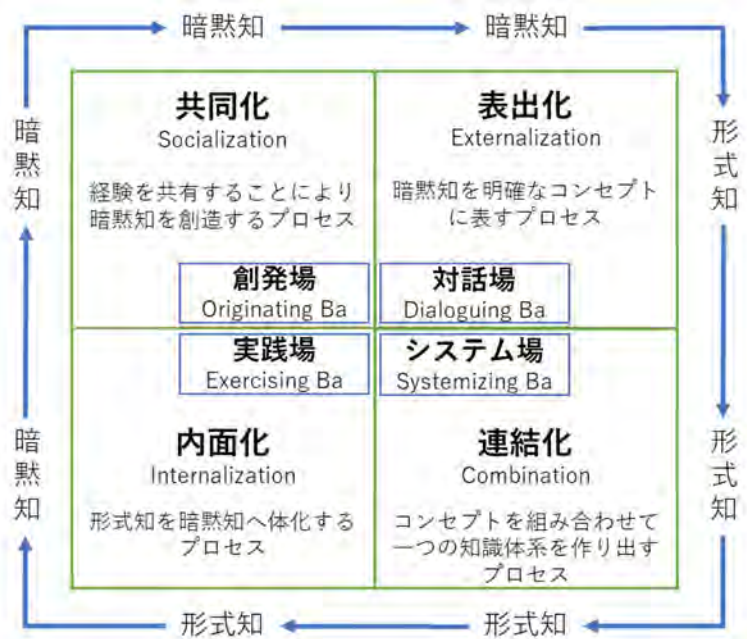 暗黙知
暗黙知
暗黙知
共同化
Socialization
経験を共有することにより
暗黙知を創造するプロセス
創発場
Originating Ba
表出化
Externalization
暗黙知を明確なコンセプト
に表すプロセス
対話場
Dialoguing Ba
形式知
暗黙知
実践場
Exercising Ba
内面化
Internalization
形式知を暗黙知へ体化する
プロセス
システム場
Systemizing Ba
連結化
Combination
コンセプトを組み合わせて
一つの知識体系を作り出す
プロセス
形式知
形式知
形式知